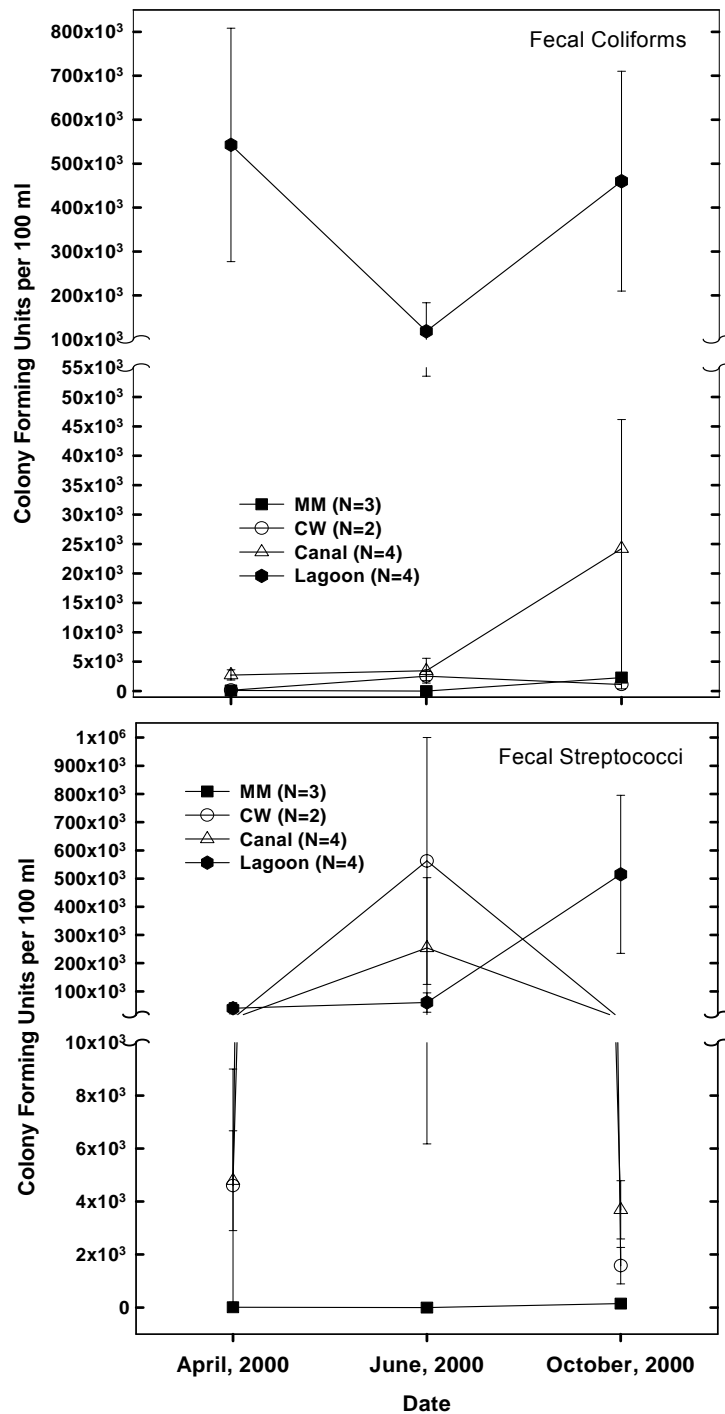 Fecal Coliforms
Colony Forming Units per 100 ml
800x10³
700x10³
600x10³
500x10³
400x10³
300x10³
200x10³
100x10³
55x10³
50x10³
45x10³
40x10³
35x10³
30x10³
25x10³
20x10³
15x10³
10x10³
5x10³
0
MM (N=3)
CW (N=2)
Canal (N=4)
Lagoon (N=4)
Fecal Streptococci
Colony Forming Units per 100 ml
1x10⁶
900x10³
800x10³
700x10³
600x10³
500x10³
400x10³
300x10³
200x10³
100x10³
10x10³
8x10³
6x10³
4x10³
2x10³
0
MM (N=3)
CW (N=2)
Canal (N=4)
Lagoon (N=4)
April, 2000 June, 2000 October, 2000
Date